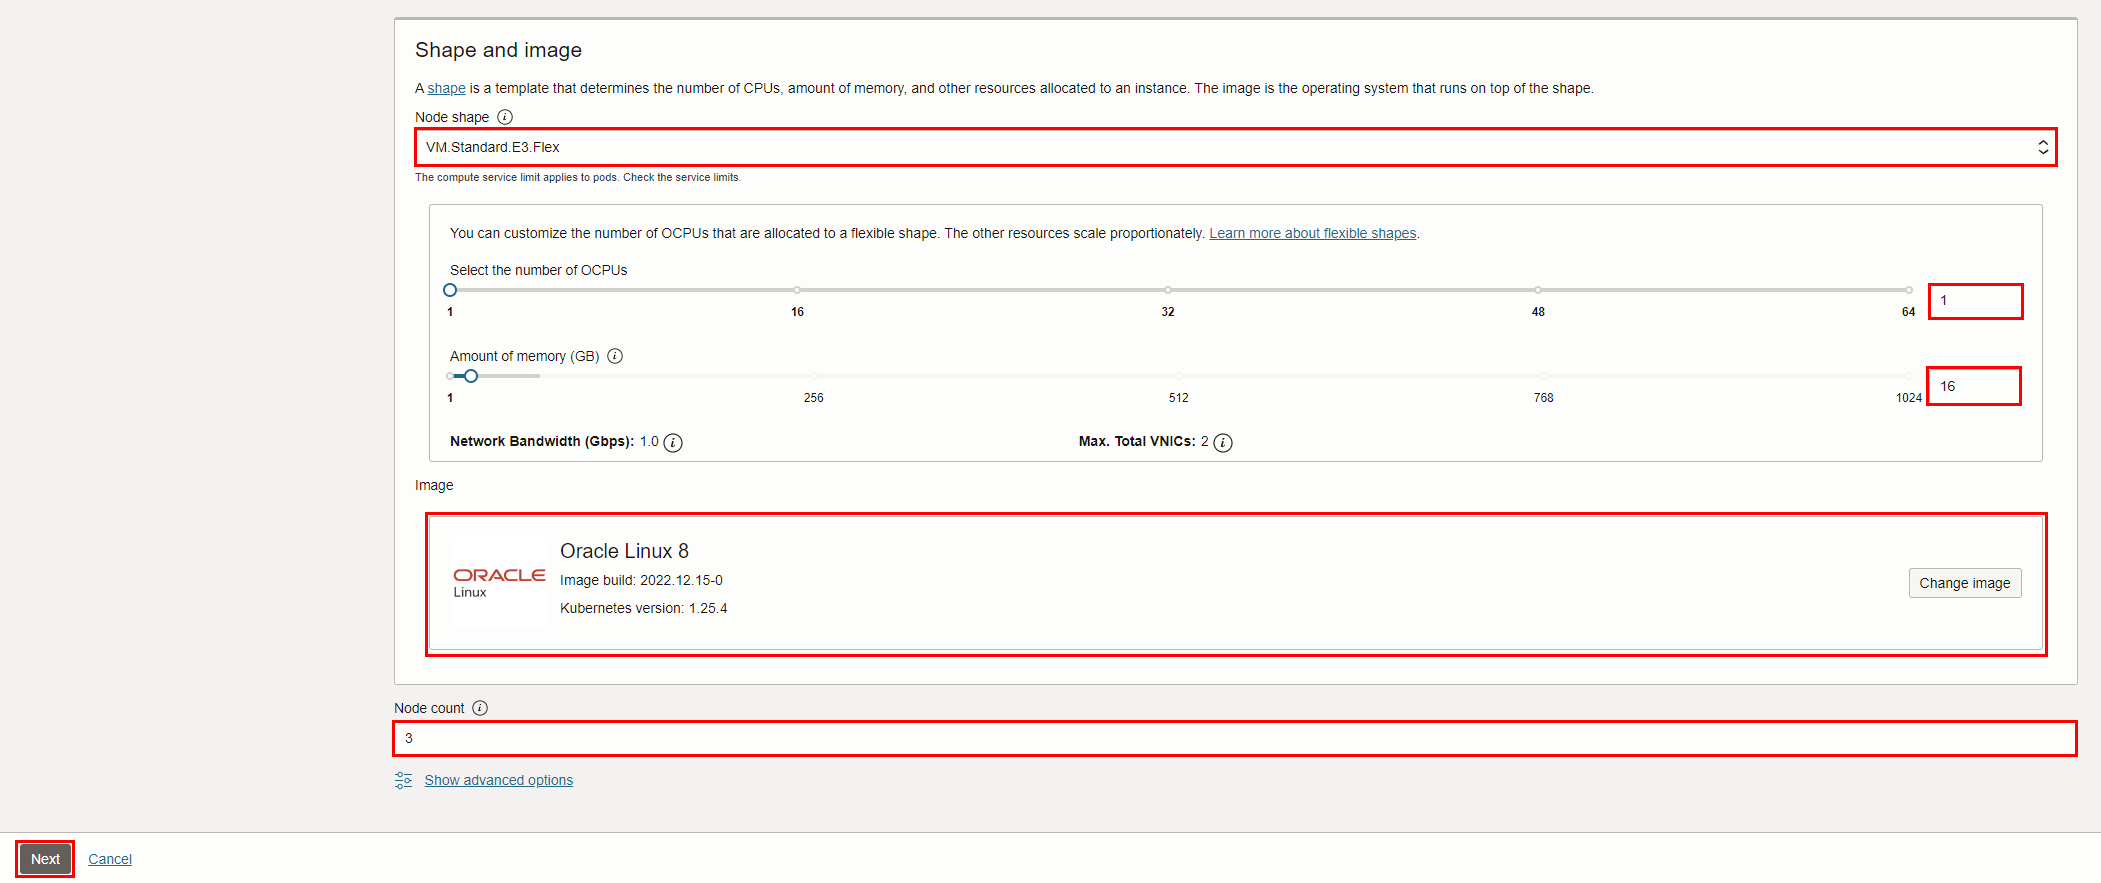 Shape and image
A shape is a template that determines the number of CPUs, amount of memory, and other resources allocated to an instance. The image is the operating system that runs on top of the shape.
Node shape
VM.Standard.E3.Flex
The compute service limit applies to pods. Check the service limits.
You can customize the number of OCPUs that are allocated to a flexible shape. The other resources scale proportionately. Learn more about flexible shapes.
Select the number of OCPUs
1 16 32 48 64
1
Amount of memory (GB)
1 256 512 768 1024
16
Network Bandwidth (Gbps): 1.0 Max. Total VNICs: 2
Image
ORACLE
Linux
Oracle Linux 8
Image build: 2022.12.15-0
Kubernetes version: 1.25.4
Change image
Node count
3
Show advanced options
Next Cancel